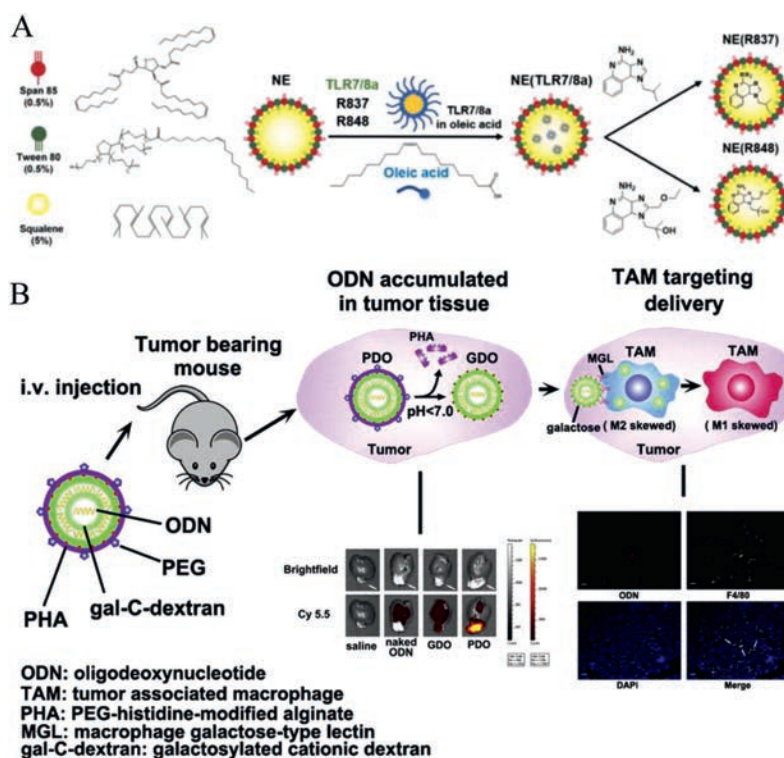 A
Span 85
(0.5%)
Tween 80
(0.5%)
Squalene
(5%)
NE
TLR7/8a
R837
R848
TLR7/8a
in oleic acid
Oleic acid
NE(TLR7/8a)
NE(R837)
NE(R848)
B
i.v. injection
Tumor bearing
mouse
ODN
PEG
gal-C-dextran
PHA
ODN accumulated
in tumor tissue
PDO
PHA
GDO
pH<7.0
Tumor
TAM targeting
delivery
MGL
TAM
TAM
galactose
( M2 skewed)
( M1 skewed)
Tumor
Brightfield
Cy 5.5
saline
naked
ODN
GDO
PDO
ODN
F4/80
DAPI
Merge
ODN: oligodeoxynucleotide
TAM: tumor associated macrophage
PHA: PEG-histidine-modified alginate
MGL: macrophage galactose-type lectin
gal-C-dextran: galactosylated cationic dextran